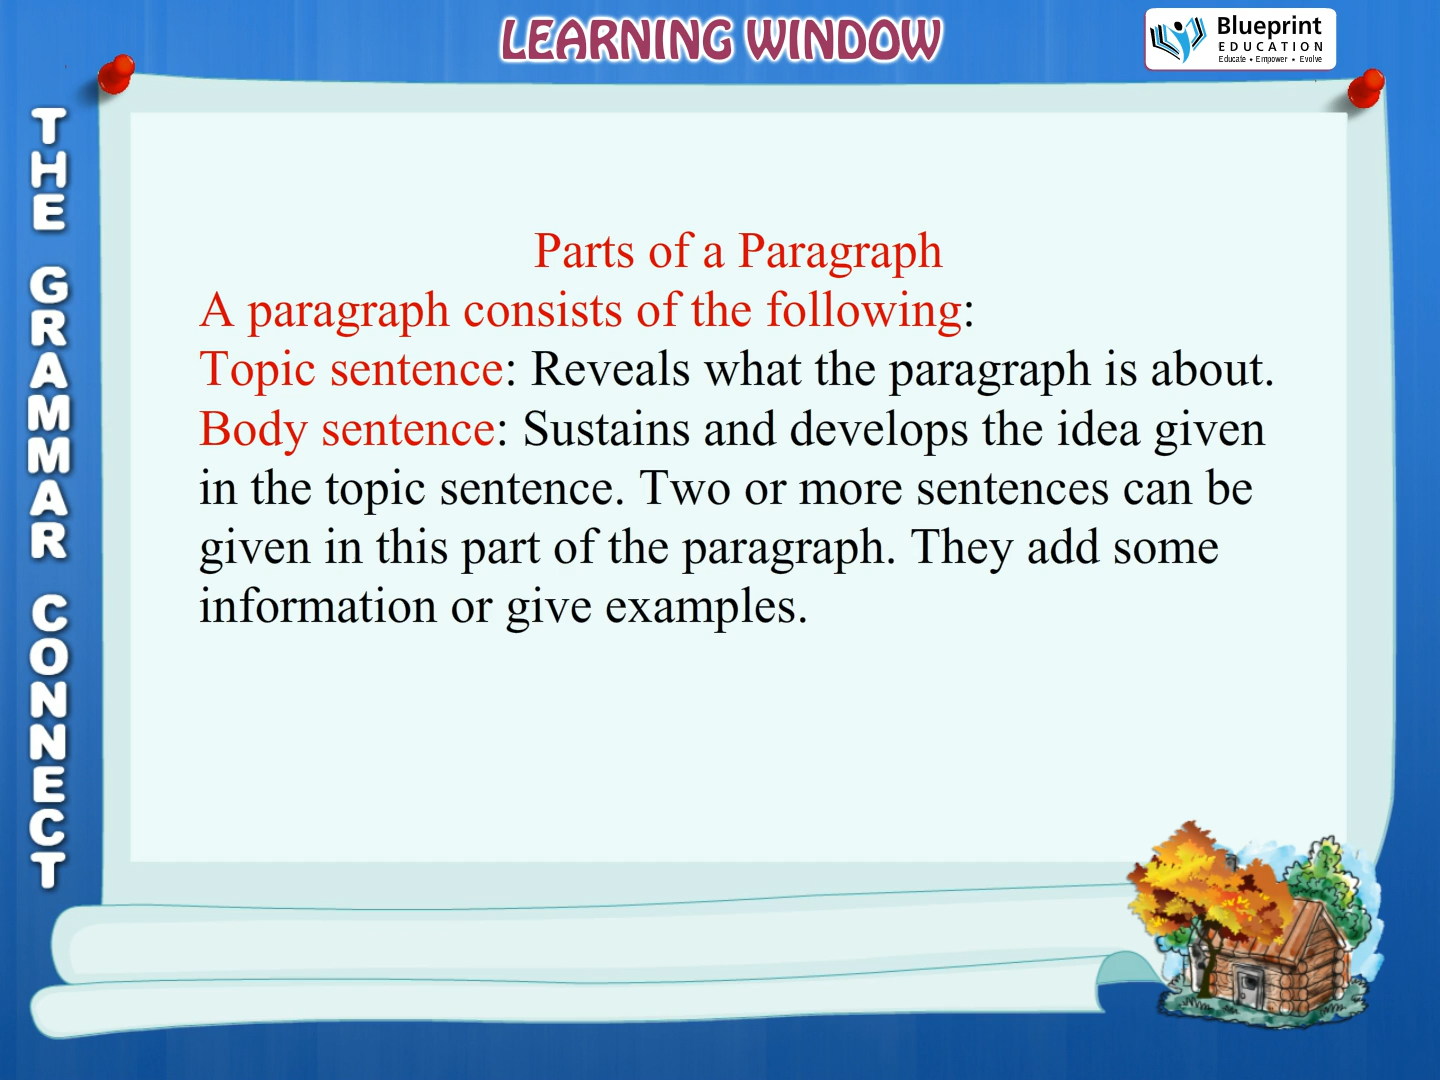 LEARNING WINDOW
Blueprint
EDUCATION
Educate • Empower • Evolve
THE GRAMMAR CONNECT
Parts of a Paragraph
A paragraph consists of the following:
Topic sentence: Reveals what the paragraph is about.
Body sentence: Sustains and develops the idea given
in the topic sentence. Two or more sentences can be
given in this part of the paragraph. They add some
information or give examples.